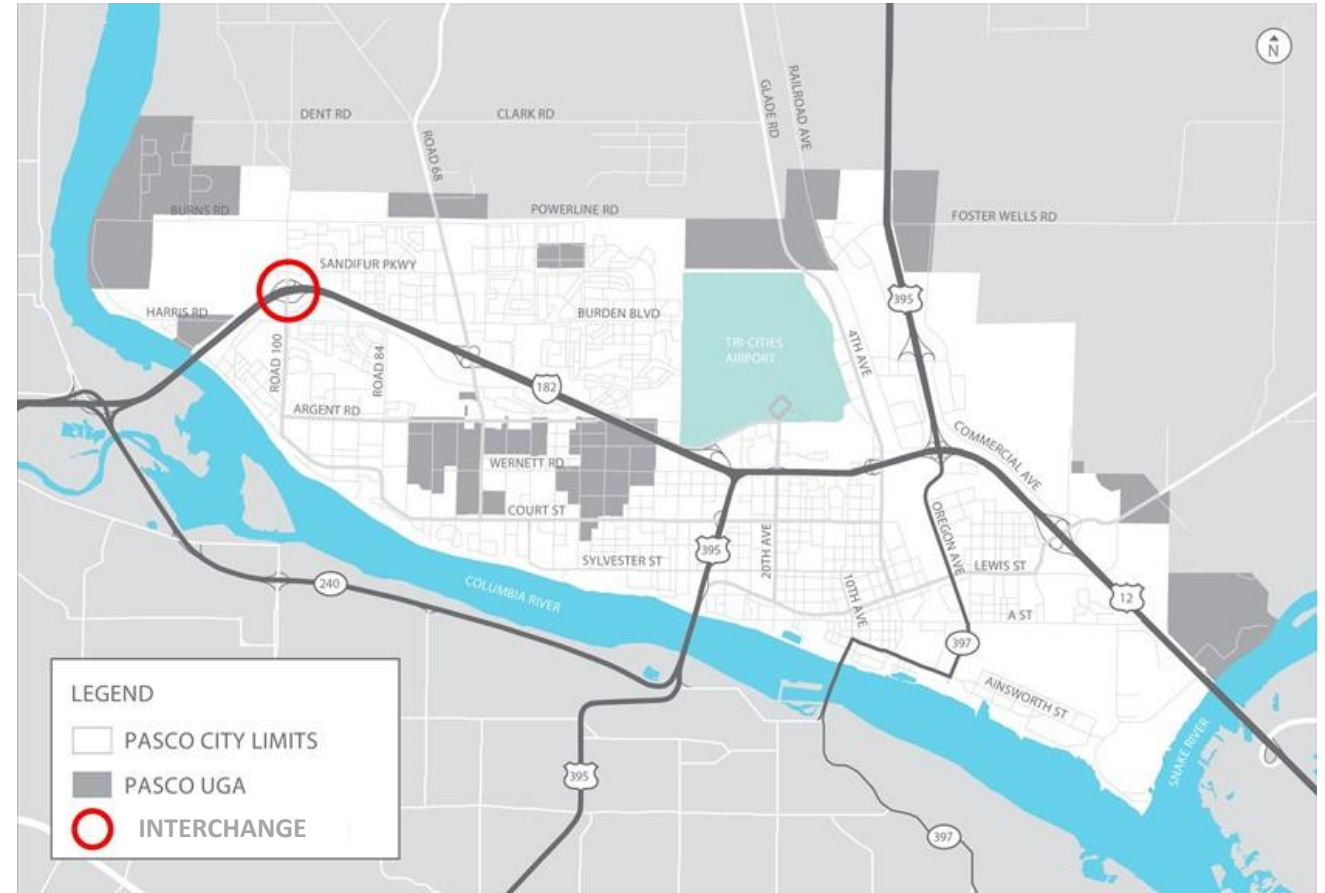 N
DENT RD
CLARK RD
ROAD 68
GLADE RD
RAILROAD AVE
BURNS RD
POWERLINE RD
FOSTER WELLS RD
SANDIFUR PKWY
HARRIS RD
BURDEN BLVD
395
ROAD 100
ROAD 84
TRI-CITIES
AIRPORT
4TH AVE
182
ARGENT RD
COMMERCIAL AVE
WERNETT RD
COURT ST
OREGON AVE
SYLVESTER ST
395
20TH AVE
LEWIS ST
240
COLUMBIA RIVER
10TH AVE
12
A ST
397
AINSWORTH ST
SNAKE RIVER
395
397
LEGEND
PASCO CITY LIMITS
PASCO UGA
INTERCHANGE